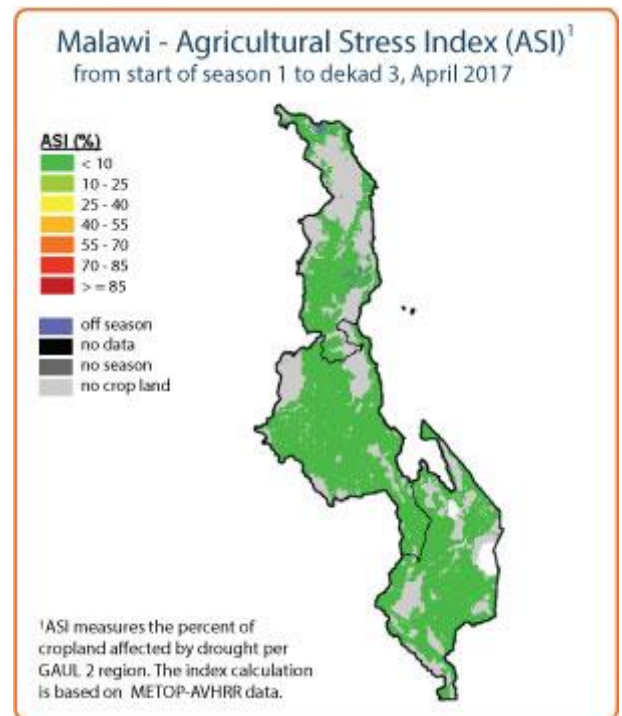 Malawi - Agricultural Stress Index (ASI)¹
from start of season 1 to dekad 3, April 2017
ASI (%)
< 10
10 - 25
25 - 40
40 - 55
55 - 70
70 - 85
> = 85
off season
no data
no season
no crop land
¹ASI measures the percent of
cropland affected by drought per
GAUL 2 region. The index calculation
is based on METOP-AVHRR data.